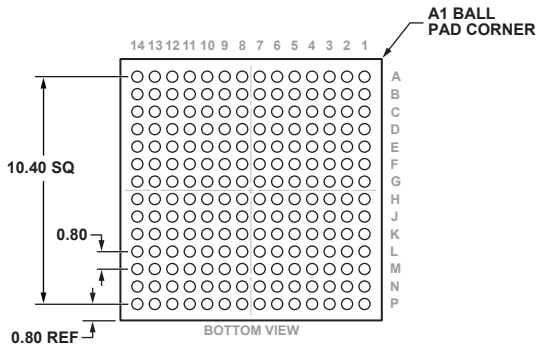 A1 BALL
PAD CORNER
14 13 12 11 10 9 8 7 6 5 4 3 2 1
A
B
C
D
E
F
G
H
J
K
L
M
N
P
10.40 SQ
0.80
0.80 REF
BOTTOM VIEW